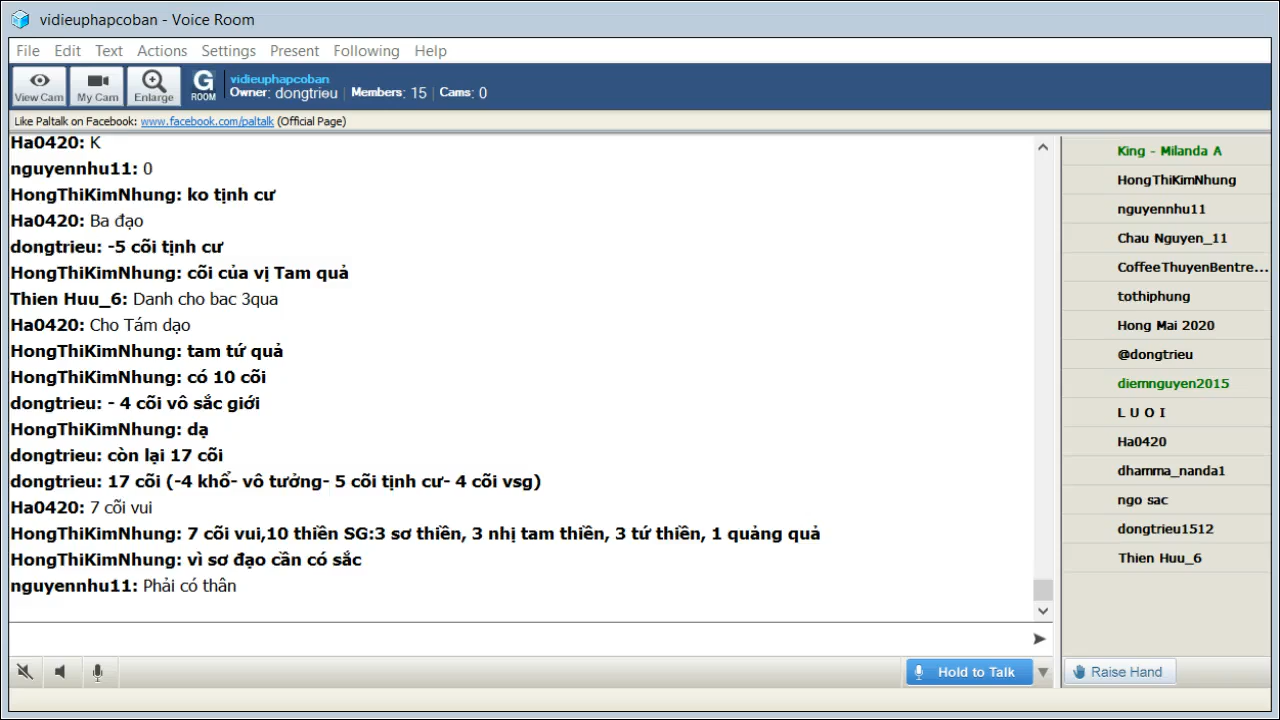 vidieuphapcoban - Voice Room
File Edit Text Actions Settings Present Following Help
View Cam My Cam Enlarge G ROOM
vidieuphapcoban
Owner: dongtrieu | Members: 15 | Cams: 0
Like Paltalk on Facebook: www.facebook.com/paltalk (Official Page)
Ha0420: K
nguyennhu11: 0
HongThiKimNhung: ko tịnh cư
Ha0420: Ba đạo
dongtrieu: -5 cõi tịnh cư
HongThiKimNhung: cõi của vị Tam quả
Thien Huu_6: Danh cho bac 3qua
Ha0420: Cho Tám dạo
HongThiKimNhung: tam tứ quả
HongThiKimNhung: có 10 cõi
dongtrieu: - 4 cõi vô sắc giới
HongThiKimNhung: dạ
dongtrieu: còn lại 17 cõi
dongtrieu: 17 cõi (-4 khổ- vô tưởng- 5 cõi tịnh cư- 4 cõi vsg)
Ha0420: 7 cõi vui
HongThiKimNhung: 7 cõi vui,10 thiền SG:3 sơ thiền, 3 nhị tam thiền, 3 tứ thiền, 1 quảng quả
HongThiKimNhung: vì sơ đạo cần có sắc
nguyennhu11: Phải có thân
King - Milanda A
HongThiKimNhung
nguyennhu11
Chau Nguyen_11
CoffeeThuyenBentre...
tothiphung
Hong Mai 2020
@dongtrieu
diemnguyen2015
L U O I
Ha0420
dhamma_nanda1
ngo sac
dongtrieu1512
Thien Huu_6
Hold to Talk
Raise Hand